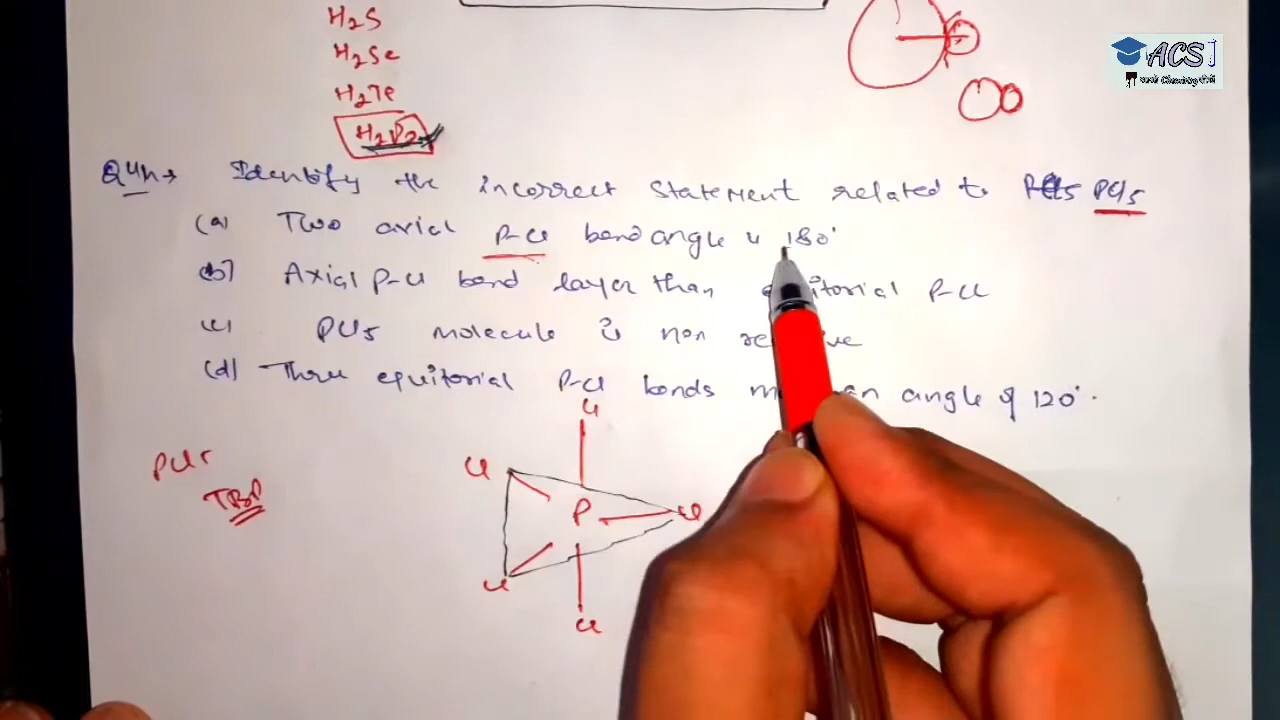 H2S
H2Se
H2Te
ACS
Qun→ Identify the incorrect statement related to PCl5
(a) Two axial P-Cl bond angle is 180°
(b) Axial P-Cl bond layer than equitorial P-Cl
(c) PCl5 molecule is non
(d) Three equitorial P-Cl bonds an angle of 120°.
PCl5
TBP
Cl
Cl
P Cl
Cl
Cl